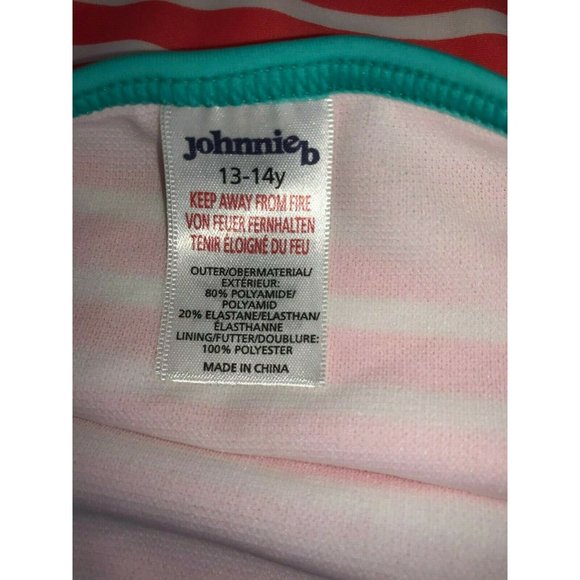 johnnieb
13-14y
KEEP AWAY FROM FIRE
VON FEUER FERNHALTEN
TENIR ÉLOIGNÉ DU FEU
OUTER/OBERMATERIAL/
EXTÉRIEUR:
80% POLYAMIDE/
POLYAMID
20% ELASTANE/ELASTHAN/
ÉLASTHANNE
LINING/FUTTER/DOUBLURE:
100% POLYESTER
MADE IN CHINA